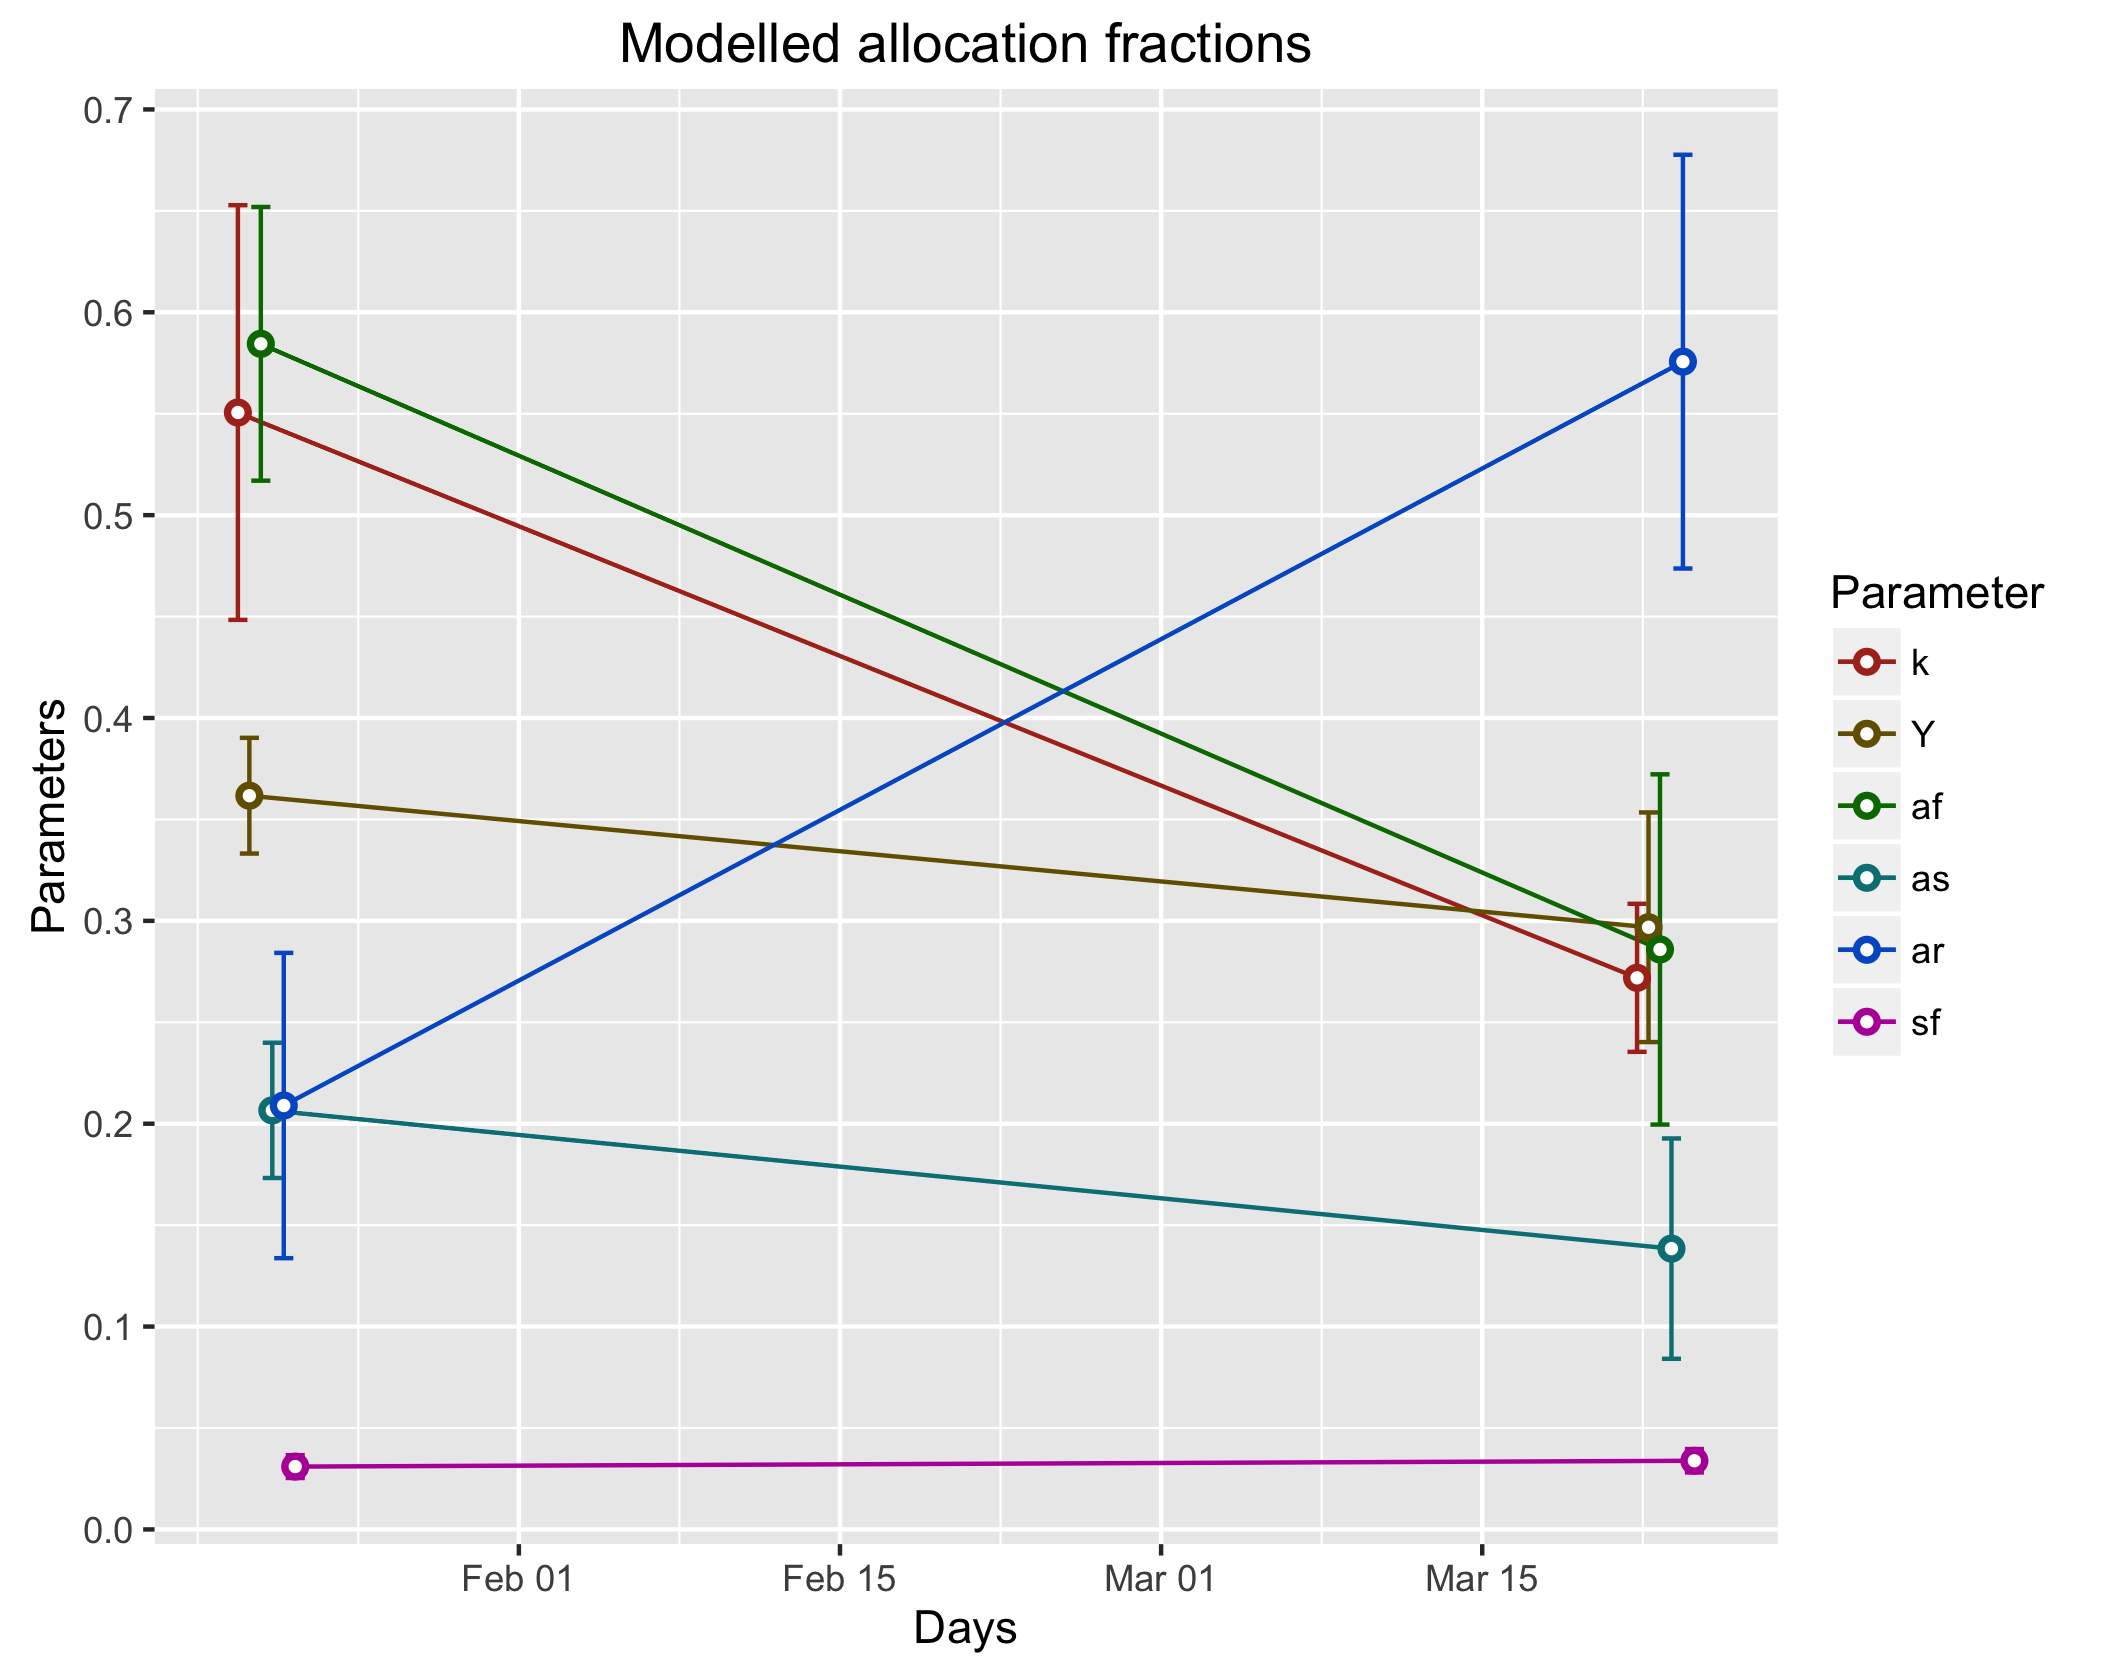 Modelled allocation fractions
0.7
0.6
0.5
0.4
0.3
0.2
0.1
0.0
Parameters
Feb 01 Feb 15 Mar 01 Mar 15
Days
Parameter
k
Y
af
as
ar
sf